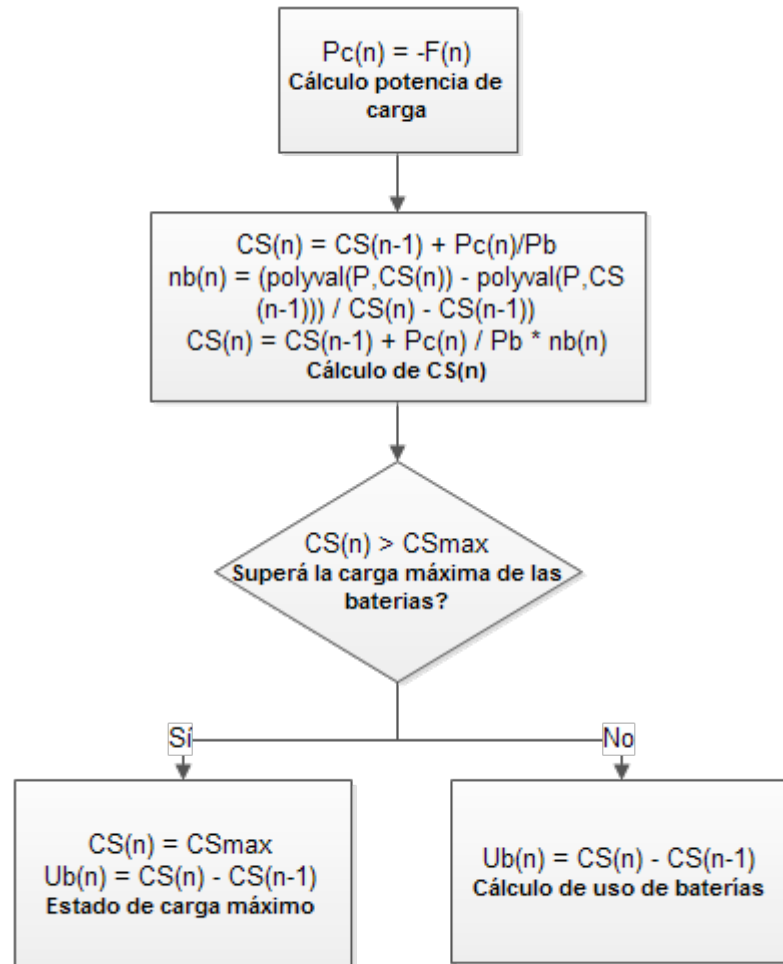 Pc(n) = -F(n)
Cálculo potencia de
carga
CS(n) = CS(n-1) + Pc(n)/Pb
nb(n) = (polyval(P,CS(n)) - polyval(P,CS
(n-1))) / CS(n) - CS(n-1))
CS(n) = CS(n-1) + Pc(n) / Pb * nb(n)
Cálculo de CS(n)
CS(n) > CSmax
Superá la carga máxima de las
baterias?
Sí
No
CS(n) = CSmax
Ub(n) = CS(n) - CS(n-1)
Estado de carga máximo
Ub(n) = CS(n) - CS(n-1)
Cálculo de uso de baterías